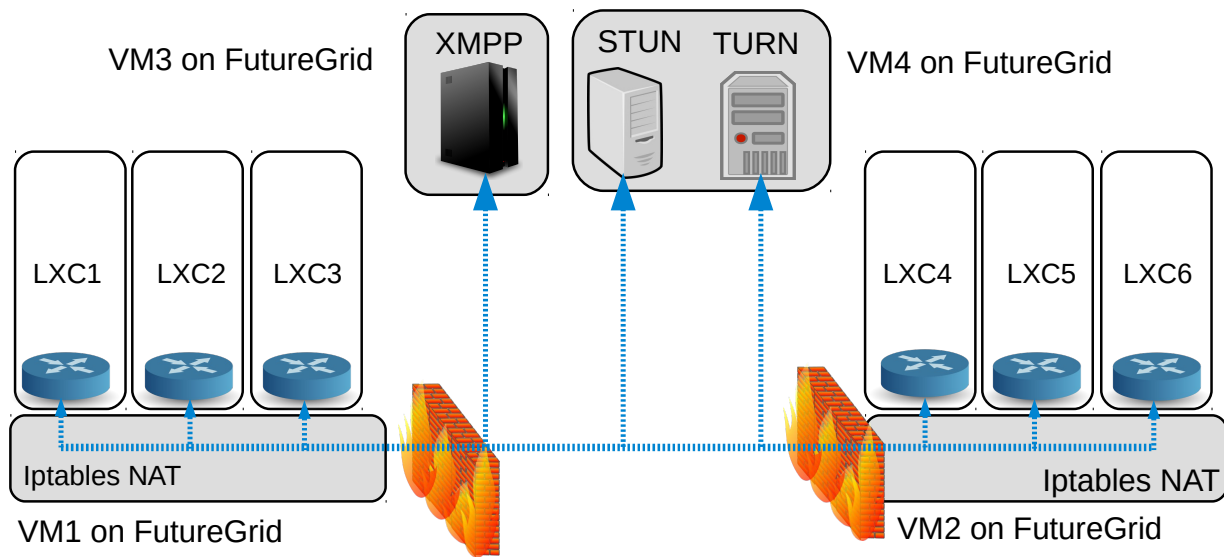 XMPP
STUN
TURN
VM3 on FutureGrid
VM4 on FutureGrid
LXC1
LXC2
LXC3
LXC4
LXC5
LXC6
Iptables NAT
Iptables NAT
VM1 on FutureGrid
VM2 on FutureGrid